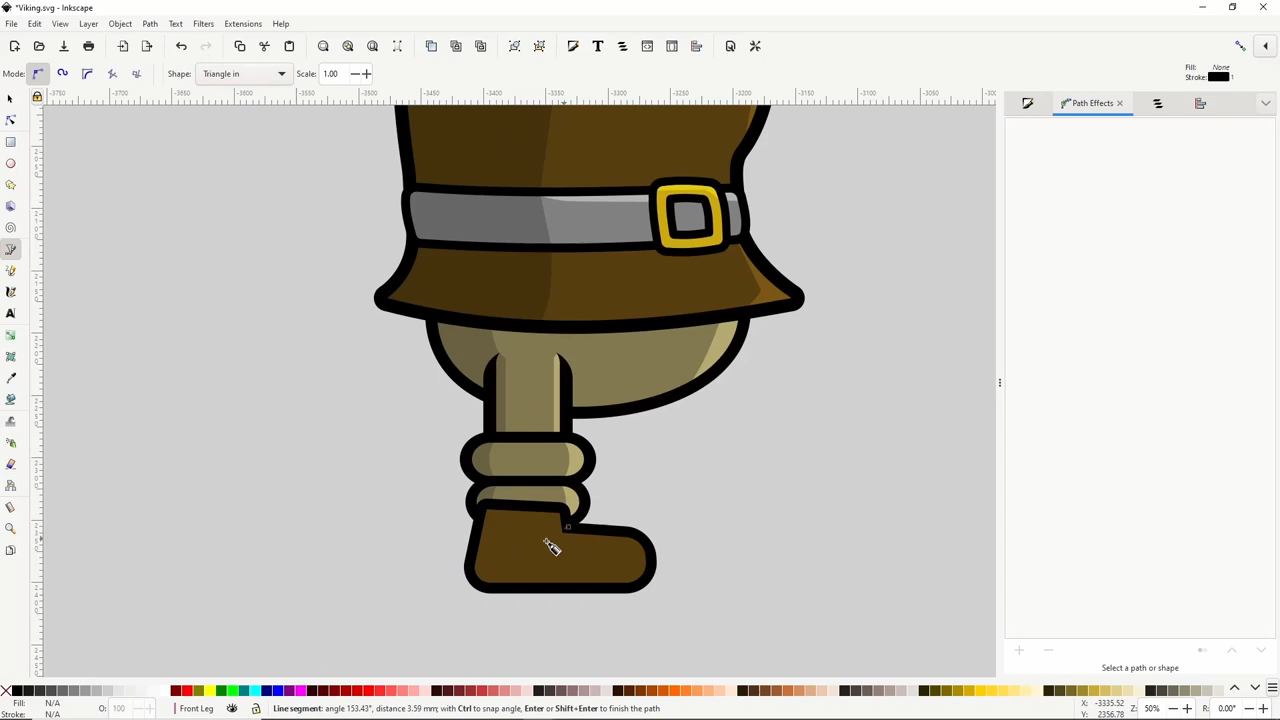 *Viking.svg - Inkscape
File Edit View Layer Object Path Text Filters Extensions Help
Mode: Shape: Triangle in Scale: 1.00
Fill: None
Stroke: 1
-3750 -3700 -3650 -3600 -3550 -3500 -3450 -3400 -3350 -3300 -3250 -3200 -3150 -3100 -3050
Path Effects
Select a path or shape
Fill: N/A
Stroke: N/A
O: 100
Front Leg
Line segment: angle 153.43°, distance 3.59 mm; with Ctrl to snap angle, Enter or Shift+Enter to finish the path
X: -3335.52
Y: 2356.78
Z: 50%
R: 0.00°